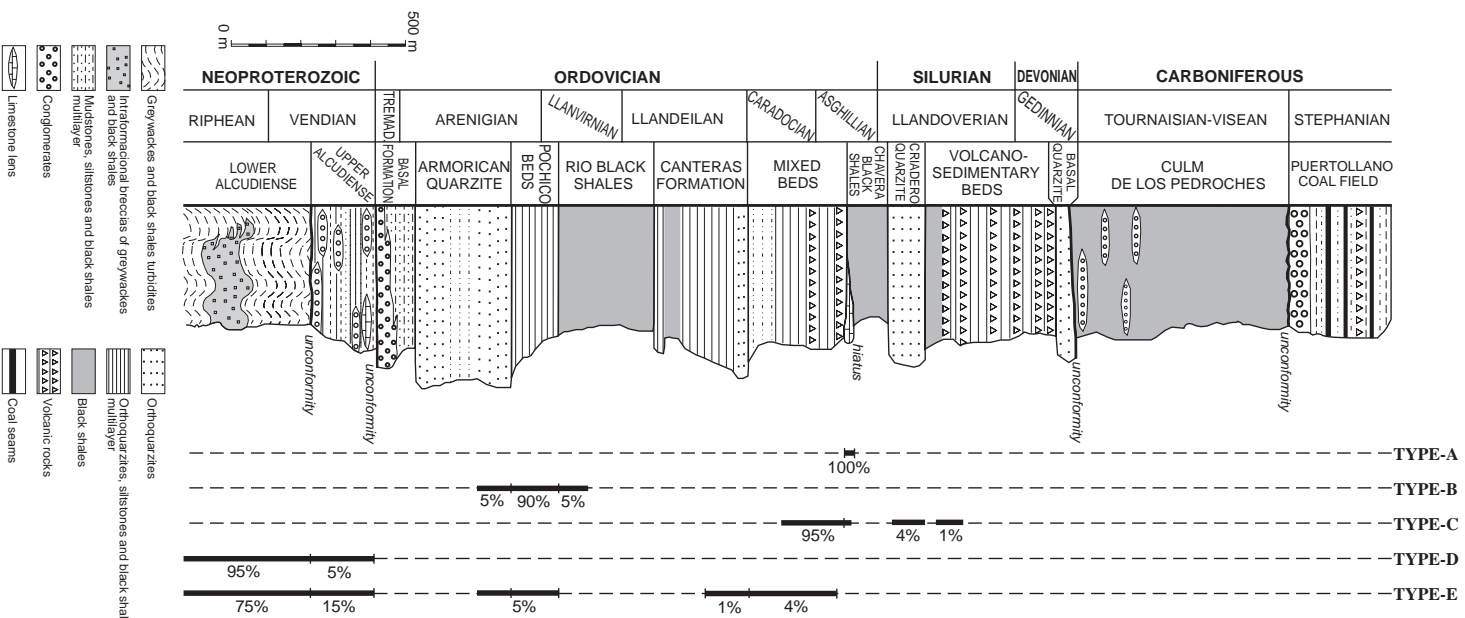 0 m
500 m
NEOPROTEROZOIC
ORDOVICIAN
SILURIAN
DEVONIAN
CARBONIFEROUS
RIPHEAN
VENDIAN
TREMAD.
ARENIGIAN
LLANVIRNIAN
LLANDEILAN
CARADOCIAN
ASGHILLIAN
LLANDOVERIAN
GEDINNIAN
TOURNAISIAN-VISEAN
STEPHANIAN
LOWER
ALCUDIENSE
UPPER
ALCUDIENSE
BASAL
FORMATION
ARMORICAN
QUARZITE
POCHICO
BEDS
RIO BLACK
SHALES
CANTERAS
FORMATION
MIXED
BEDS
CHAVERA
BLACK
SHALES
CRIADERO
QUARZITE
VOLCANO-
SEDIMENTARY
BEDS
BASAL
QUARZITE
CULM
DE LOS PEDROCHES
PUERTOLLANO
COAL FIELD
unconformity
unconformity
hiatus
unconformity
unconformity
100%
TYPE-A
5% 90% 5%
TYPE-B
95% 4% 1%
TYPE-C
95% 5%
TYPE-D
75% 15% 5% 1% 4%
TYPE-E
Greywackes and black shales turbidites
Intraformacional breccias of greywackes
and black shales
Mudstones, siltstones and black shales
multilayer
Conglomerates
Limestone lens
Orthoquarzites
Orthoquarzites, siltstones and black shal
multilayer
Black shales
Volcanic rocks
Coal seams